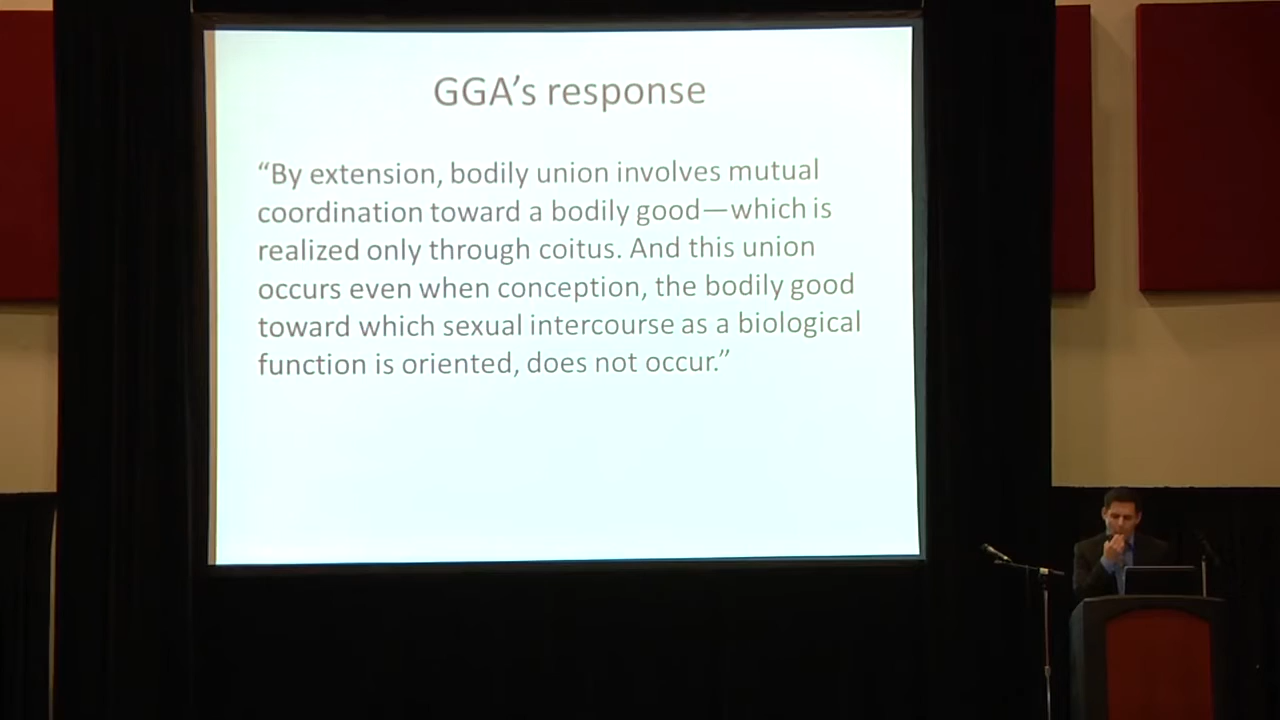 GGA's response
“By extension, bodily union involves mutual
coordination toward a bodily good—which is
realized only through coitus. And this union
occurs even when conception, the bodily good
toward which sexual intercourse as a biological
function is oriented, does not occur.”